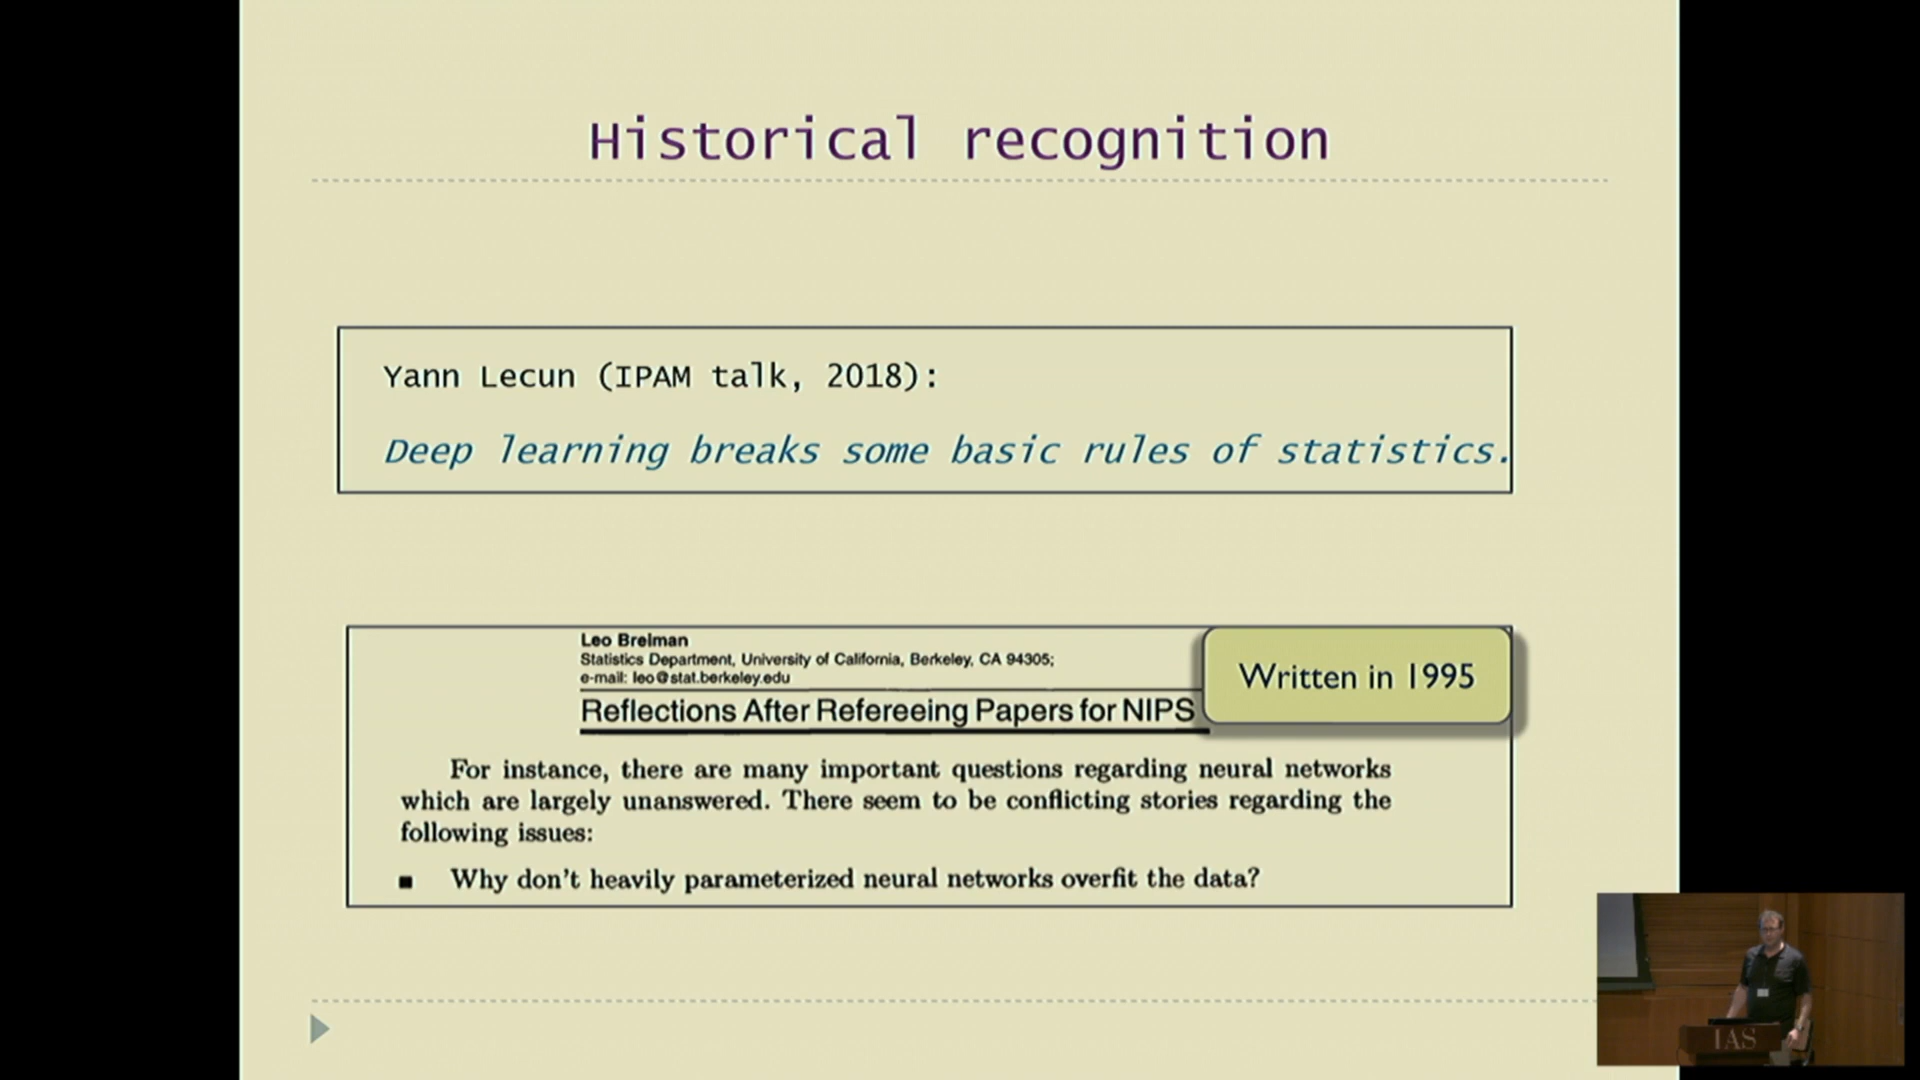 Historical recognition
Yann Lecun (IPAM talk, 2018):
Deep learning breaks some basic rules of statistics.
Leo Breiman
Statistics Department, University of California, Berkeley, CA 94305;
e-mail: leo@stat.berkeley.edu
Reflections After Refereeing Papers for NIPS
Written in 1995
For instance, there are many important questions regarding neural networks
which are largely unanswered. There seem to be conflicting stories regarding the
following issues:
■ Why don't heavily parameterized neural networks overfit the data?
IAS